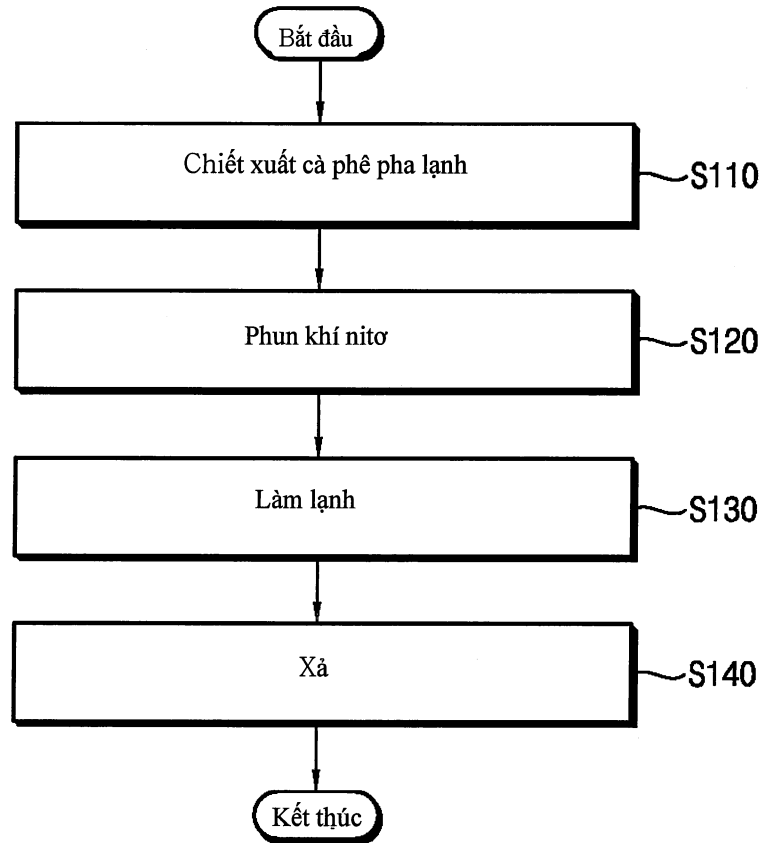 Bắt đầu
Chiết xuất cà phê pha lạnh
S110
Phun khí nitơ
S120
Làm lạnh
S130
Xả
S140
Kết thúc